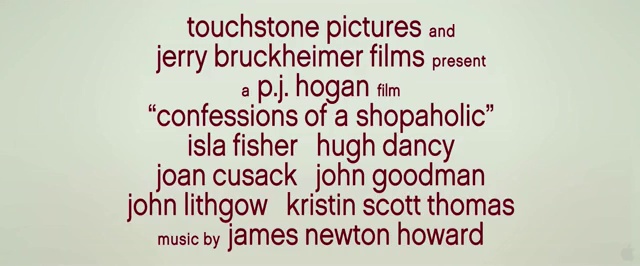 touchstone pictures and
jerry bruckheimer films present
a p.j. hogan film
“confessions of a shopaholic”
isla fisher hugh dancy
joan cusack john goodman
john lithgow kristin scott thomas
music by james newton howard